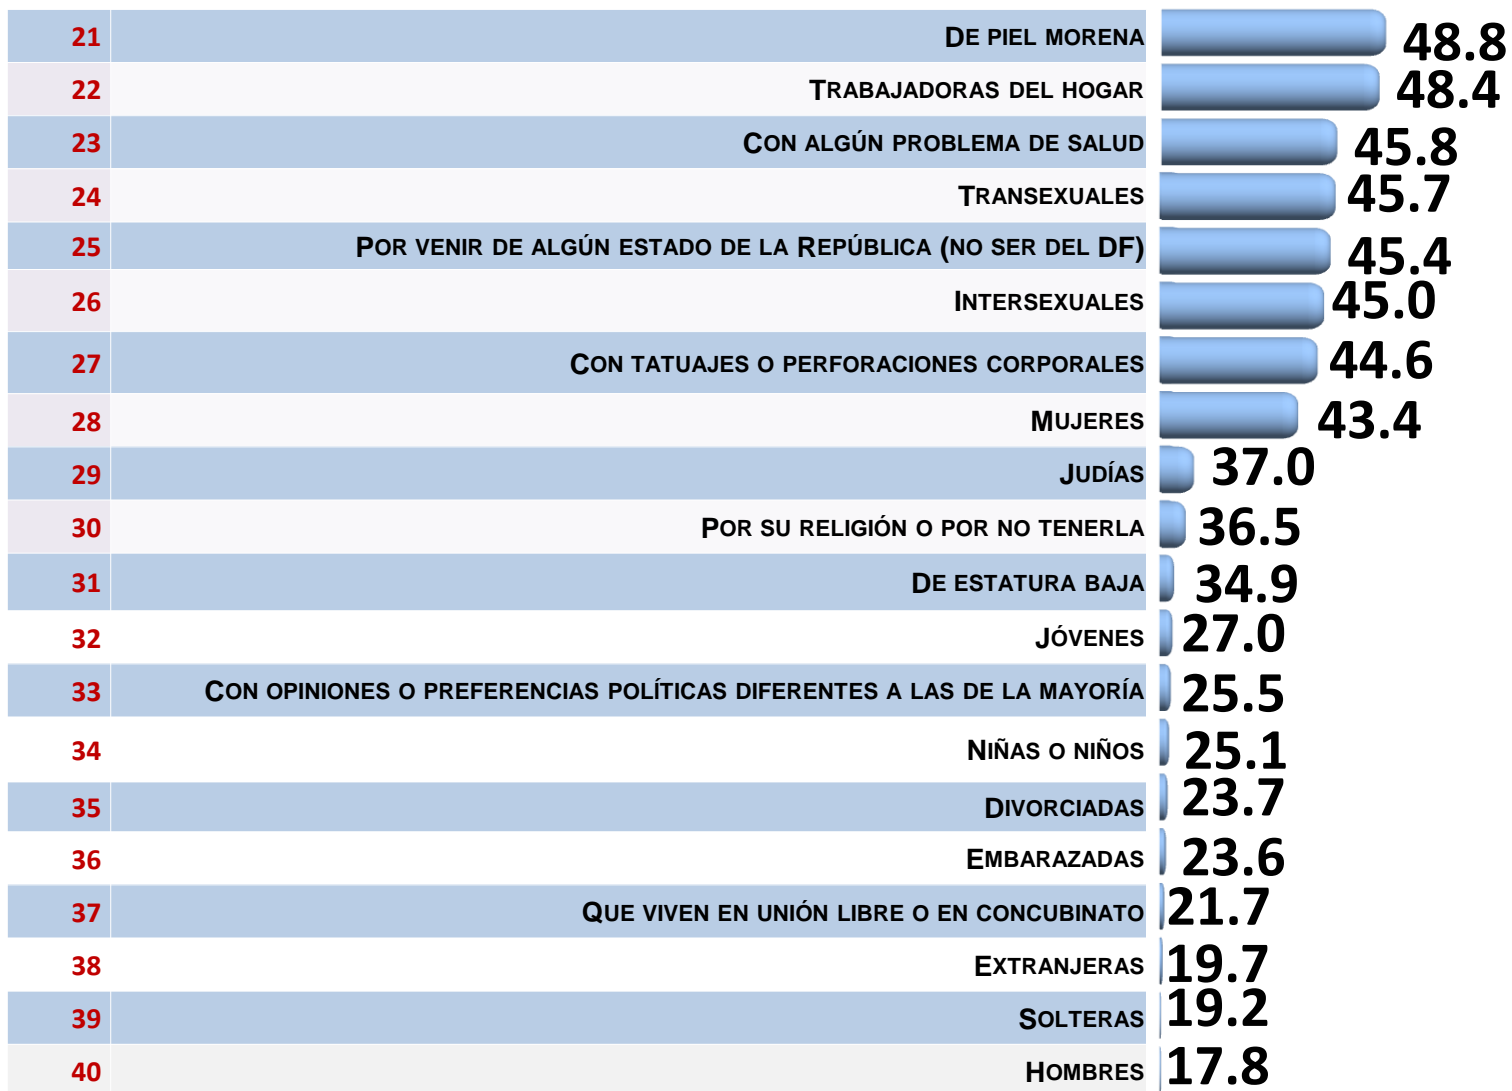 21 DE PIEL MORENA 48.8
22 TRABAJADORAS DEL HOGAR 48.4
23 CON ALGÚN PROBLEMA DE SALUD 45.8
24 TRANSEXUALES 45.7
25 POR VENIR DE ALGÚN ESTADO DE LA REPÚBLICA (NO SER DEL DF) 45.4
26 INTERSEXUALES 45.0
27 CON TATUAJES O PERFORACIONES CORPORALES 44.6
28 MUJERES 43.4
29 JUDÍAS 37.0
30 POR SU RELIGIÓN O POR NO TENERLA 36.5
31 DE ESTATURA BAJA 34.9
32 JÓVENES 27.0
33 CON OPINIONES O PREFERENCIAS POLÍTICAS DIFERENTES A LAS DE LA MAYORÍA 25.5
34 NIÑAS O NIÑOS 25.1
35 DIVORCIADAS 23.7
36 EMBARAZADAS 23.6
37 QUE VIVEN EN UNIÓN LIBRE O EN CONCUBINATO 21.7
38 EXTRANJERAS 19.7
39 SOLTERAS 19.2
40 HOMBRES 17.8